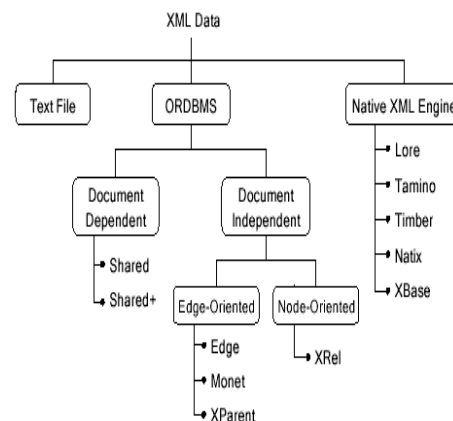 XML Data
Text File
ORDBMS
Native XML Engine
Document
Dependent
Shared
Shared+
Document
Independent
Edge-Oriented
Edge
Monet
XParent
Node-Oriented
XRel
Lore
Tamino
Timber
Natix
XBase